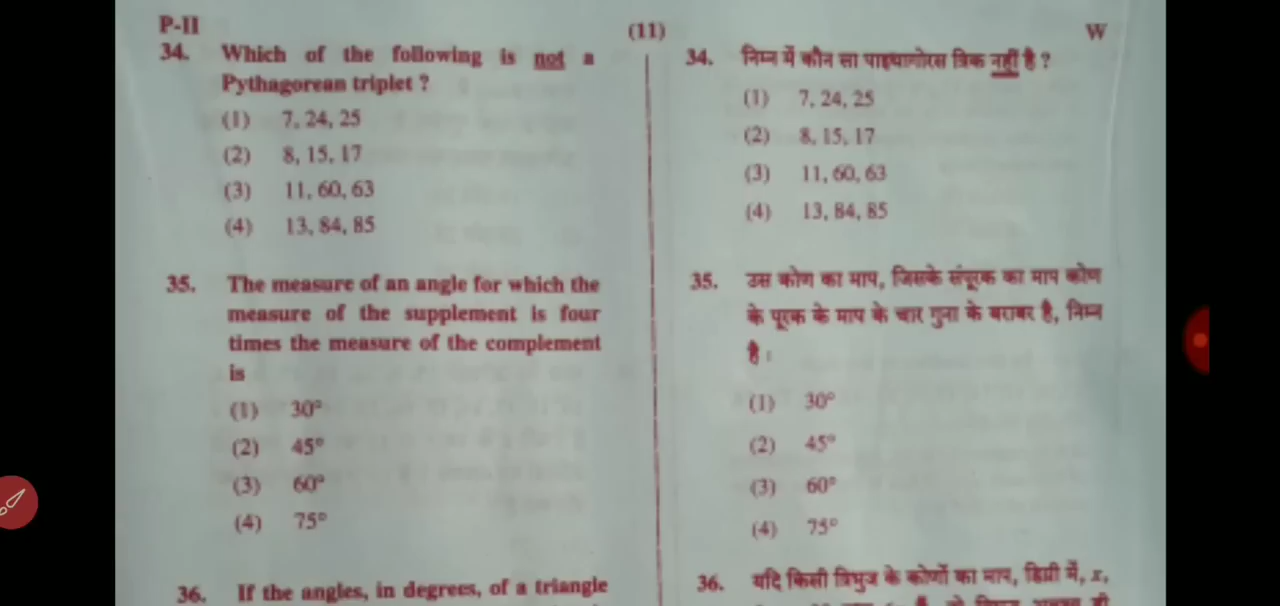 P-II
(11)
W
34. Which of the following is not a
Pythagorean triplet ?
(1) 7, 24, 25
(2) 8, 15, 17
(3) 11, 60, 63
(4) 13, 84, 85
35. The measure of an angle for which the
measure of the supplement is four
times the measure of the complement
is
(1) 30°
(2) 45°
(3) 60°
(4) 75°
36. If the angles, in degrees, of a triangle
34. निम्न में कौन सा पाइथागोरस त्रिक नहीं है ?
(1) 7, 24, 25
(2) 8, 15, 17
(3) 11, 60, 63
(4) 13, 84, 85
35. उस कोण का माप, जिसके संपूरक का माप कोण
के पूरक के माप के चार गुना के बराबर है, निम्न
है।
(1) 30°
(2) 45°
(3) 60°
(4) 75°
36. यदि किसी त्रिभुज के कोणों का माप, डिग्री में, x,